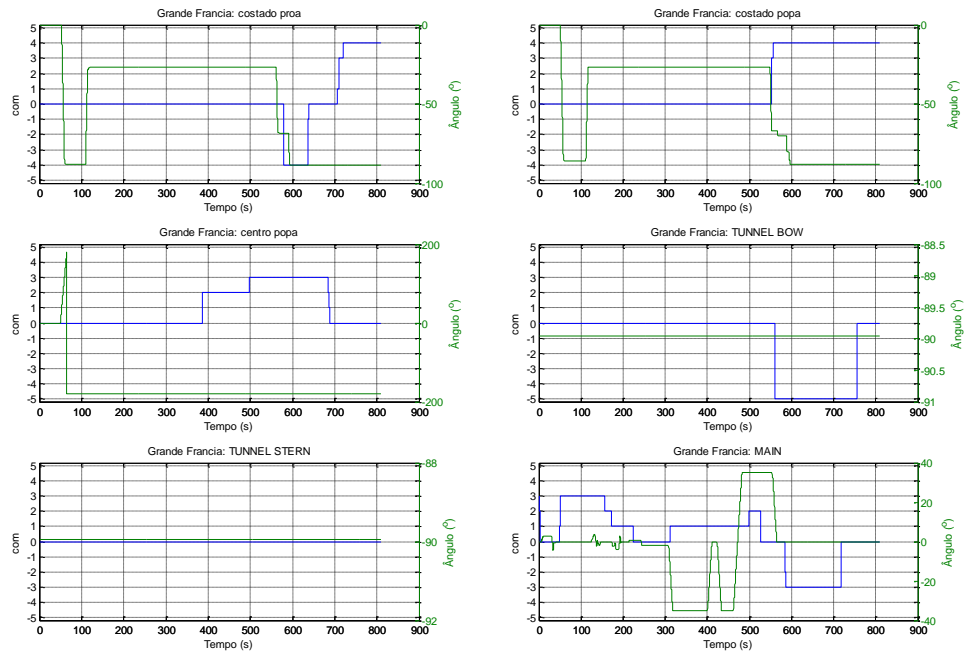 Grande Francia: costado proa
5
4
3
2
1
0
-1
-2
-3
-4
-5
com
0
-50
-100
Ângulo (º)
0 100 200 300 400 500 600 700 800 900
Tempo (s)
Grande Francia: costado popa
5
4
3
2
1
0
-1
-2
-3
-4
-5
com
0
-50
-100
Ângulo (º)
0 100 200 300 400 500 600 700 800 900
Tempo (s)
Grande Francia: centro popa
5
4
3
2
1
0
-1
-2
-3
-4
-5
com
200
0
-200
Ângulo (º)
0 100 200 300 400 500 600 700 800 900
Tempo (s)
Grande Francia: TUNNEL BOW
5
4
3
2
1
0
-1
-2
-3
-4
-5
com
-88.5
-89
-89.5
-90
-90.5
-91
Ângulo (º)
0 100 200 300 400 500 600 700 800 900
Tempo (s)
Grande Francia: TUNNEL STERN
5
4
3
2
1
0
-1
-2
-3
-4
-5
com
-88
-90
-92
Ângulo (º)
0 100 200 300 400 500 600 700 800 900
Tempo (s)
Grande Francia: MAIN
5
4
3
2
1
0
-1
-2
-3
-4
-5
com
40
20
0
-20
-40
Ângulo (º)
0 100 200 300 400 500 600 700 800 900
Tempo (s)